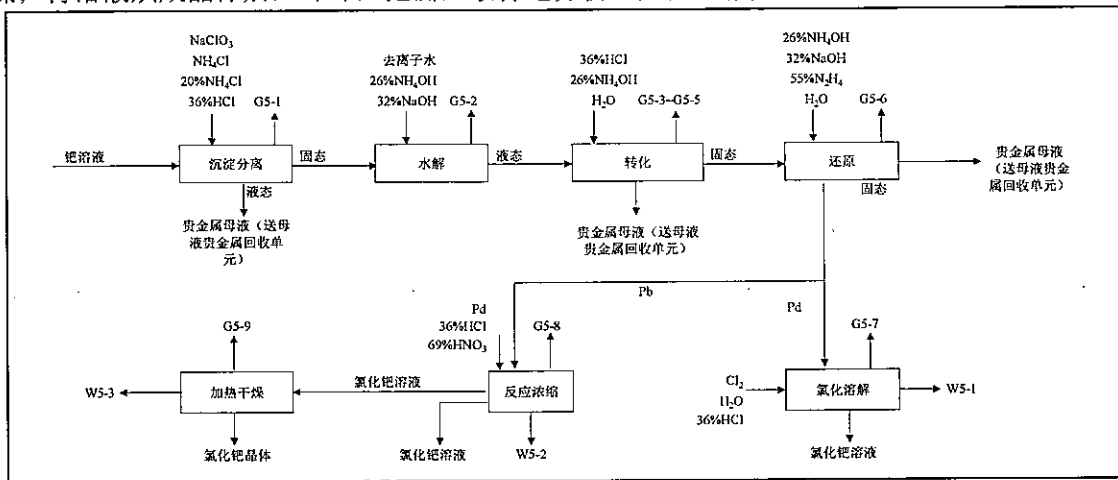 NaClO₃
NH₄Cl
20%NH₄Cl
36%HCl
G5-1
去离子水
26%NH₄OH
32%NaOH
G5-2
36%HCl
26%NH₄OH
H₂O
G5-3~G5-5
26%NH₄OH
32%NaOH
55%N₂H₄
H₂O
G5-6
钯溶液
沉淀分离
固态
水解
液态
转化
固态
还原
固态
贵金属母液
(送母液贵金
属回收单元)
液态
贵金属母液(送母
液贵金属回收单
元)
贵金属母液(送母液
贵金属回收单元)
Pb
Pd
Pd
36%HCl
69%HNO₃
G5-8
G5-7
G5-9
W5-3
加热干燥
氯化钯溶液
反应浓缩
Cl₂
H₂O
36%HCl
氯化溶解
W5-1
氯化钯晶体
氯化钯溶液
W5-2
氯化钯溶液